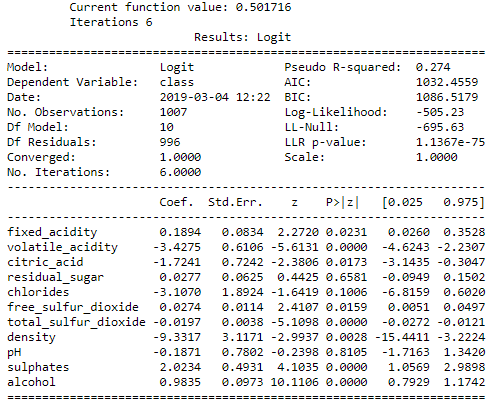 Current function value: 0.501716
Iterations 6
Results: Logit
=================================================================
Model: Logit Pseudo R-squared: 0.274
Dependent Variable: class AIC: 1032.4559
Date: 2019-03-04 12:22 BIC: 1086.5179
No. Observations: 1007 Log-Likelihood: -505.23
Df Model: 10 LL-Null: -695.63
Df Residuals: 996 LLR p-value: 1.1367e-75
Converged: 1.0000 Scale: 1.0000
No. Iterations: 6.0000
-----------------------------------------------------------------
Coef. Std.Err. z P>|z| [0.025 0.975]
-----------------------------------------------------------------
fixed_acidity 0.1894 0.0834 2.2720 0.0231 0.0260 0.3528
volatile_acidity -3.4275 0.6106 -5.6131 0.0000 -4.6243 -2.2307
citric_acid -1.7241 0.7242 -2.3806 0.0173 -3.1435 -0.3047
residual_sugar 0.0277 0.0625 0.4425 0.6581 -0.0949 0.1502
chlorides -3.1070 1.8924 -1.6419 0.1006 -6.8159 0.6020
free_sulfur_dioxide 0.0274 0.0114 2.4107 0.0159 0.0051 0.0497
total_sulfur_dioxide -0.0197 0.0038 -5.1098 0.0000 -0.0272 -0.0121
density -9.3317 3.1171 -2.9937 0.0028 -15.4411 -3.2224
pH -0.1871 0.7802 -0.2398 0.8105 -1.7163 1.3420
sulphates 2.0234 0.4931 4.1035 0.0000 1.0569 2.9898
alcohol 0.9835 0.0973 10.1106 0.0000 0.7929 1.1742
=================================================================